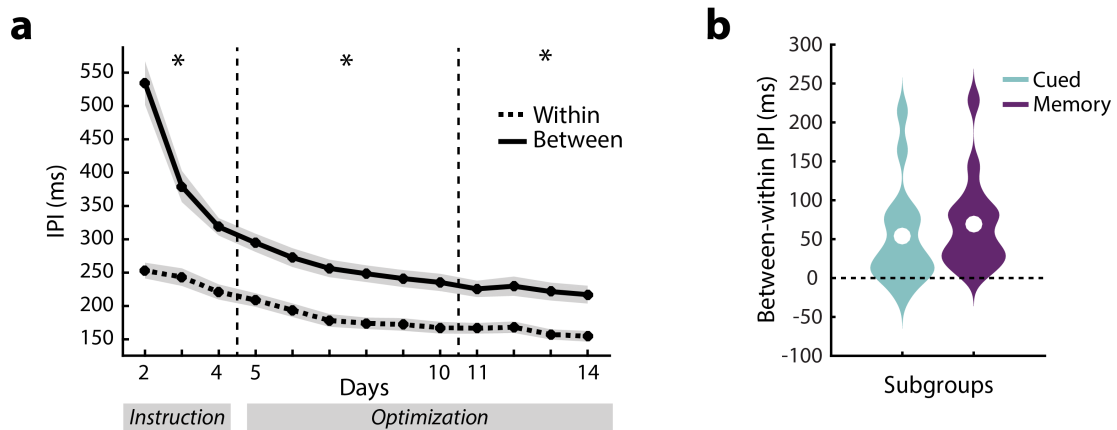 a
IPI (ms)
550
500
450
400
350
300
250
200
150
* * *
Within
Between
2 4 5 10 11 14
Days
Instruction Optimization
b
Between-within IPI (ms)
300
250
200
150
100
50
0
-50
-100
Cued
Memory
Subgroups